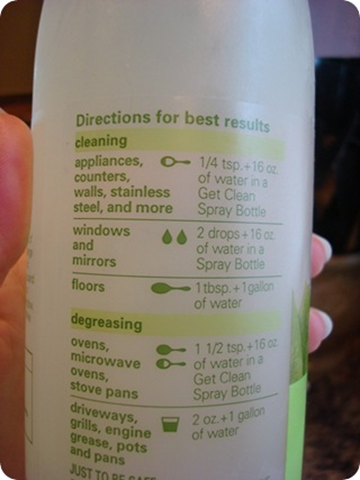 Directions for best results
cleaning
appliances,
counters,
walls, stainless
steel, and more
1/4 tsp.+16 oz.
of water in a
Get Clean
Spray Bottle
windows
and
mirrors
2 drops+16 oz.
of water in a
Spray Bottle
floors
1 tbsp.+1 gallon
of water
degreasing
ovens,
microwave
ovens,
stove pans
1 1/2 tsp.+16 oz.
of water in a
Get Clean
Spray Bottle
driveways,
grills, engine
grease, pots
and pans
2 oz.+1 gallon
of water
JUST TO BE SAFE